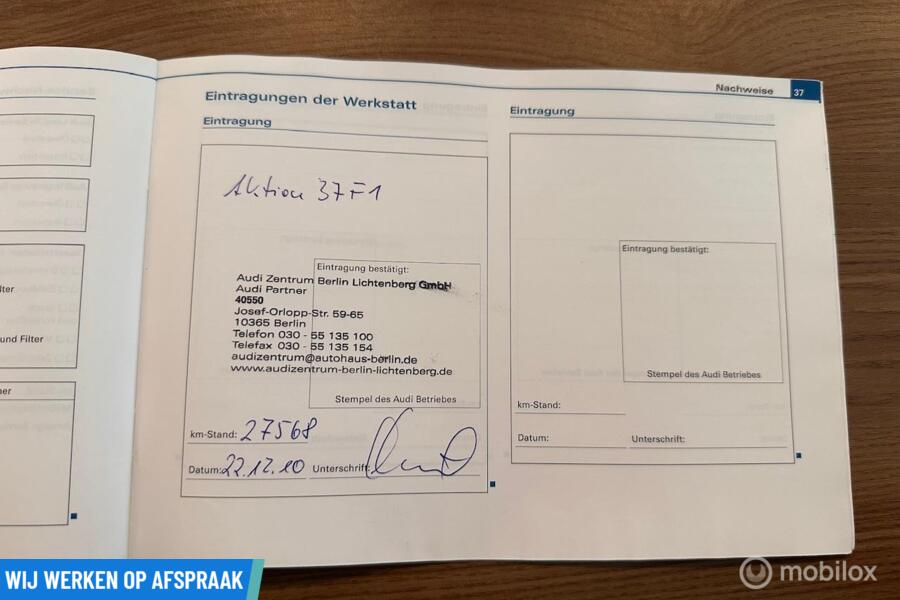 Nachweise 37
Eintragungen der Werkstatt
Eintragung
Aktion 37F1
Eintragung bestätigt:
Audi Zentrum Berlin Lichtenberg GmbH
Audi Partner
40550
Josef-Orlopp-Str. 59-65
10365 Berlin
Telefon 030 - 55 135 100
Telefax 030 - 55 135 154
audizentrum@autohaus-berlin.de
www.audizentrum-berlin-lichtenberg.de
Stempel des Audi Betriebes
km-Stand: 27568
Datum: 22.12.10 Unterschrift:
Eintragung
Eintragung bestätigt:
Stempel des Audi Betriebes
km-Stand:
Datum: Unterschrift:
und Filter
WIJ WERKEN OP AFSPRAAK
mobilox